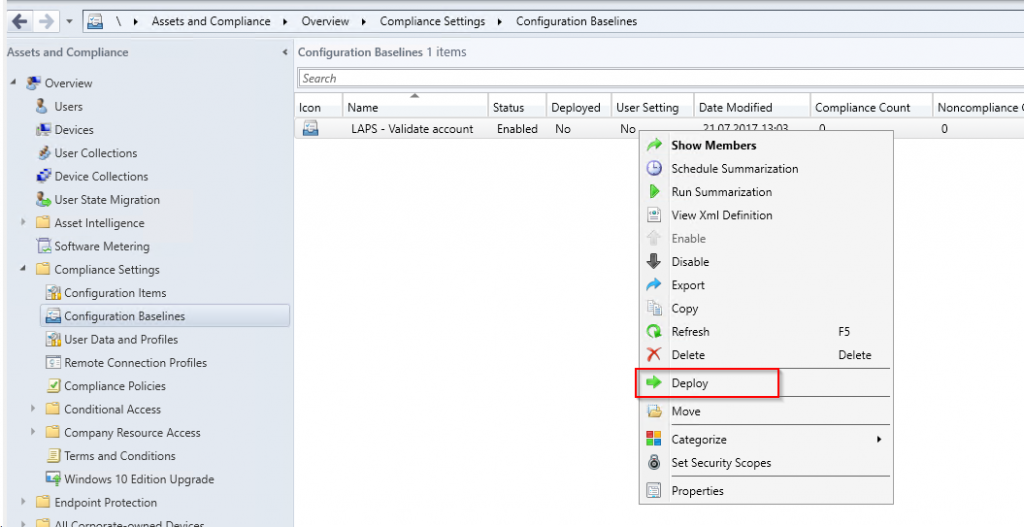 \ Assets and Compliance Overview Compliance Settings Configuration Baselines
Assets and Compliance
Overview
Users
Devices
User Collections
Device Collections
User State Migration
Asset Intelligence
Software Metering
Compliance Settings
Configuration Items
Configuration Baselines
User Data and Profiles
Remote Connection Profiles
Compliance Policies
Conditional Access
Company Resource Access
Terms and Conditions
Windows 10 Edition Upgrade
Endpoint Protection
All Corporate-owned Devices
Configuration Baselines 1 items
Search
Icon Name Status Deployed User Setting Date Modified Compliance Count Noncompliance
LAPS - Validate account Enabled No No 21.07.2017 13:03 0 0
Show Members
Schedule Summarization
Run Summarization
View Xml Definition
Enable
Disable
Export
Copy
Refresh F5
Delete Delete
Deploy
Move
Categorize
Set Security Scopes
Properties